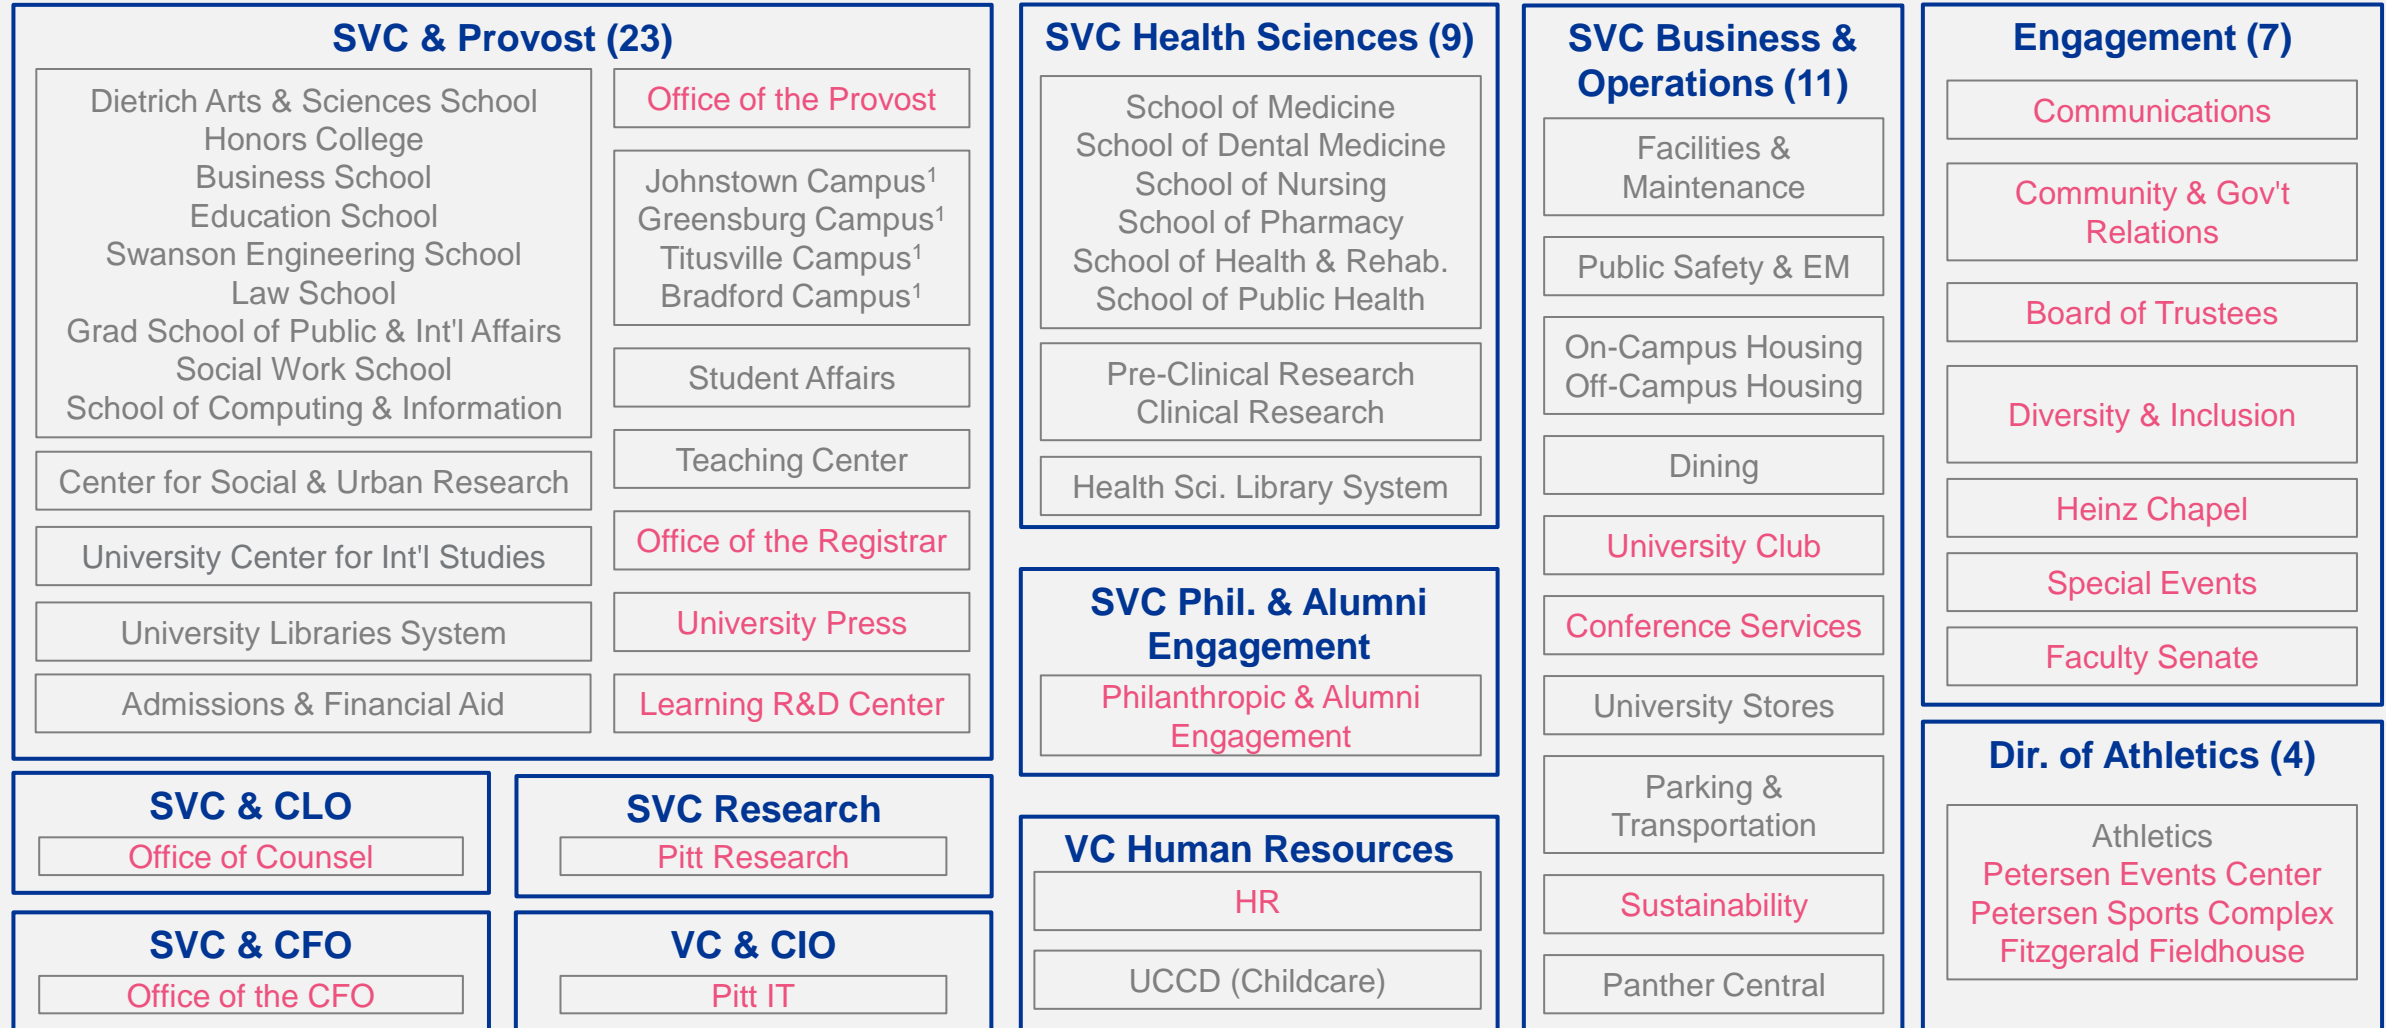 SVC & Provost (23)
Dietrich Arts & Sciences School
Honors College
Business School
Education School
Swanson Engineering School
Law School
Grad School of Public & Int'l Affairs
Social Work School
School of Computing & Information
Center for Social & Urban Research
University Center for Int'l Studies
University Libraries System
Admissions & Financial Aid
Office of the Provost
Johnstown Campus¹
Greensburg Campus¹
Titusville Campus¹
Bradford Campus¹
Student Affairs
Teaching Center
Office of the Registrar
University Press
Learning R&D Center
SVC & CLO
Office of Counsel
SVC Research
Pitt Research
SVC & CFO
Office of the CFO
VC & CIO
Pitt IT
SVC Health Sciences (9)
School of Medicine
School of Dental Medicine
School of Nursing
School of Pharmacy
School of Health & Rehab.
School of Public Health
Pre-Clinical Research
Clinical Research
Health Sci. Library System
SVC Phil. & Alumni
Engagement
Philanthropic & Alumni
Engagement
VC Human Resources
HR
UCCD (Childcare)
SVC Business &
Operations (11)
Facilities &
Maintenance
Public Safety & EM
On-Campus Housing
Off-Campus Housing
Dining
University Club
Conference Services
University Stores
Parking &
Transportation
Sustainability
Panther Central
Engagement (7)
Communications
Community & Gov't
Relations
Board of Trustees
Diversity & Inclusion
Heinz Chapel
Special Events
Faculty Senate
Dir. of Athletics (4)
Athletics
Petersen Events Center
Petersen Sports Complex
Fitzgerald Fieldhouse